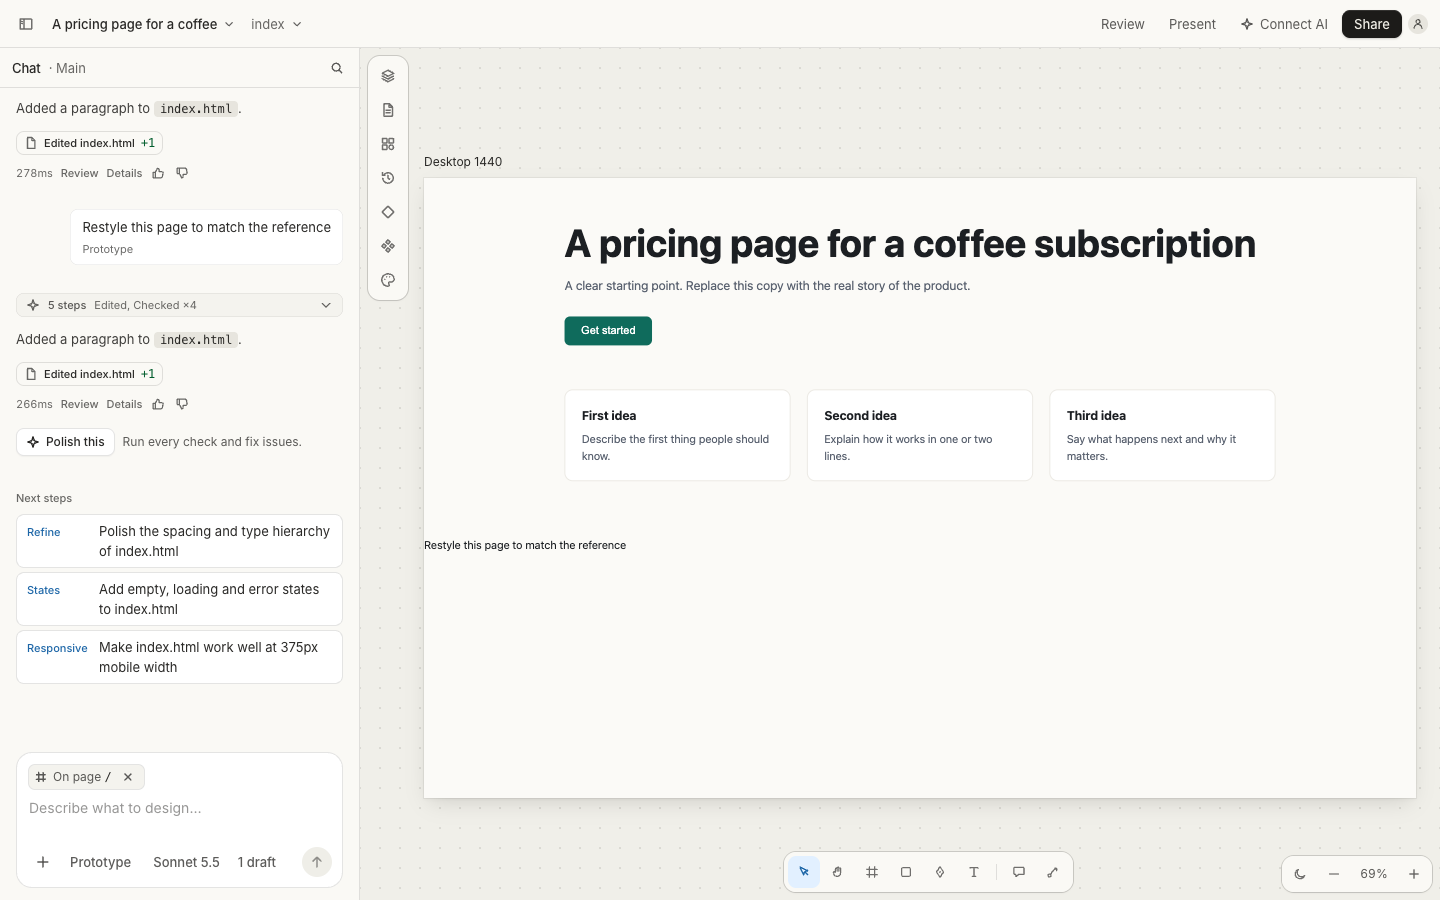 A pricing page for a coffee
index
Review
Present
Connect AI
Share
Chat · Main
Added a paragraph to index.html.
Edited index.html +1
278ms Review Details
Restyle this page to match the reference
Prototype
5 steps Edited, Checked ×4
Added a paragraph to index.html.
Edited index.html +1
266ms Review Details
Polish this Run every check and fix issues.
Next steps
Refine Polish the spacing and type hierarchy
of index.html
States Add empty, loading and error states
to index.html
Responsive Make index.html work well at 375px
mobile width
On page /
Describe what to design...
Prototype Sonnet 5.5 1 draft
Desktop 1440
A pricing page for a coffee subscription
A clear starting point. Replace this copy with the real story of the product.
Get started
First idea
Describe the first thing people should
know.
Second idea
Explain how it works in one or two
lines.
Third idea
Say what happens next and why it
matters.
Restyle this page to match the reference
69%